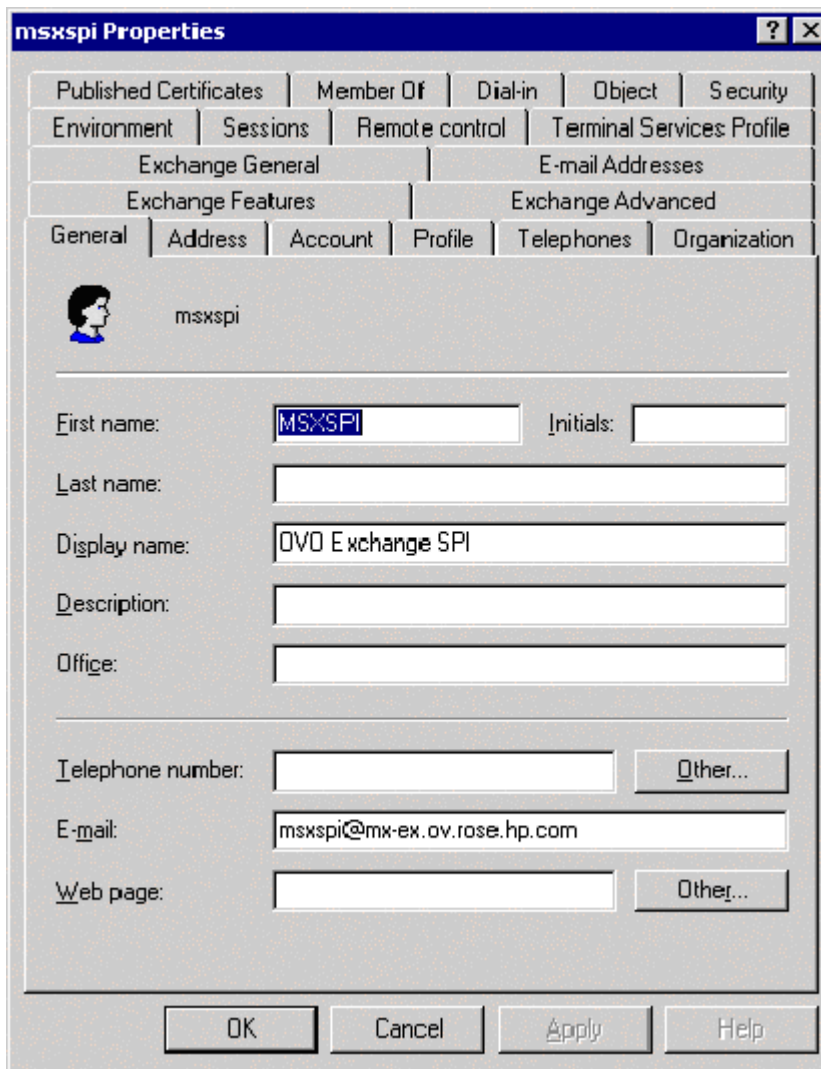 msxspi Properties
Published Certificates Member Of Dial-in Object Security
Environment Sessions Remote control Terminal Services Profile
Exchange General E-mail Addresses
Exchange Features Exchange Advanced
General Address Account Profile Telephones Organization
msxspi
First name: MSXSPI Initials:
Last name:
Display name: OVO Exchange SPI
Description:
Office:
Telephone number: Other...
E-mail: msxspi@mx-ex.ov.rose.hp.com
Web page: Other...
OK Cancel Apply Help